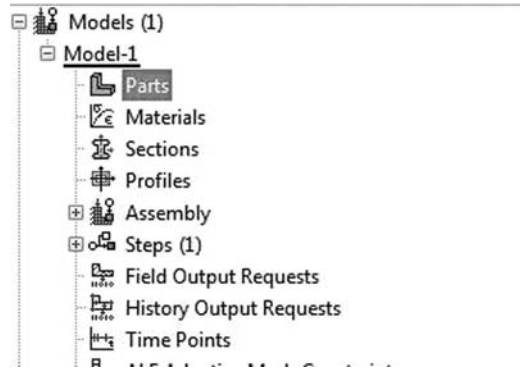 Models (1)
Model-1
Parts
Materials
Sections
Profiles
Assembly
Steps (1)
Field Output Requests
History Output Requests
Time Points